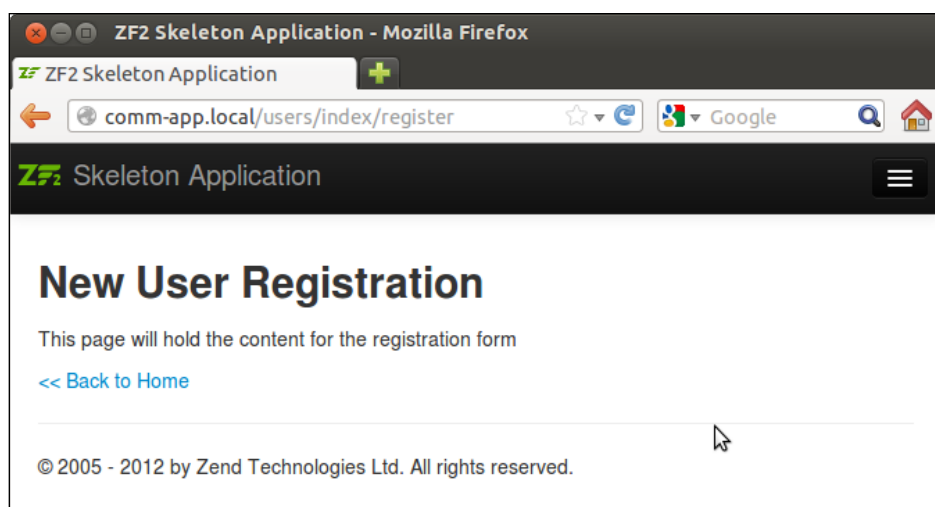 ZF2 Skeleton Application - Mozilla Firefox
ZF ZF2 Skeleton Application
comm-app.local/users/index/register Google
ZF2 Skeleton Application
New User Registration
This page will hold the content for the registration form
<< Back to Home
© 2005 - 2012 by Zend Technologies Ltd. All rights reserved.